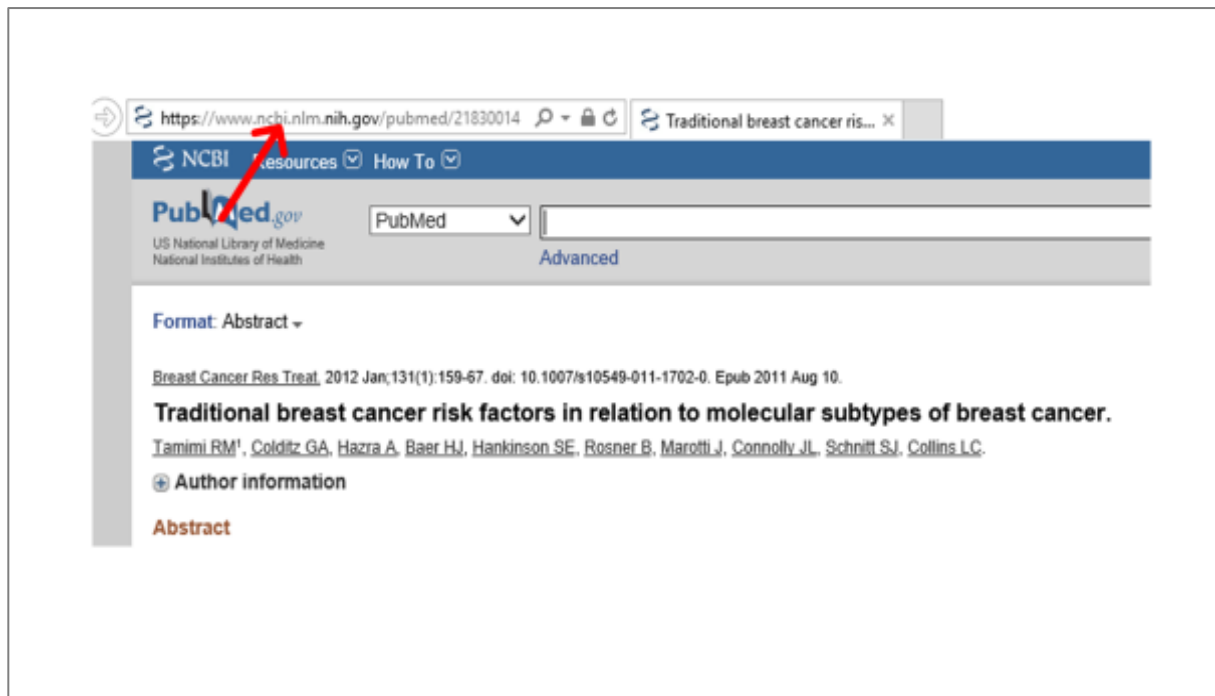 https://www.ncbi.nlm.nih.gov/pubmed/21830014
Traditional breast cancer ris...
NCBI Resources How To
PubMed.gov
US National Library of Medicine
National Institutes of Health
PubMed
Advanced
Format: Abstract
Breast Cancer Res Treat. 2012 Jan;131(1):159-67. doi: 10.1007/s10549-011-1702-0. Epub 2011 Aug 10.
Traditional breast cancer risk factors in relation to molecular subtypes of breast cancer.
Tamimi RM¹, Colditz GA, Hazra A, Baer HJ, Hankinson SE, Rosner B, Marotti J, Connolly JL, Schnitt SJ, Collins LC.
Author information
Abstract